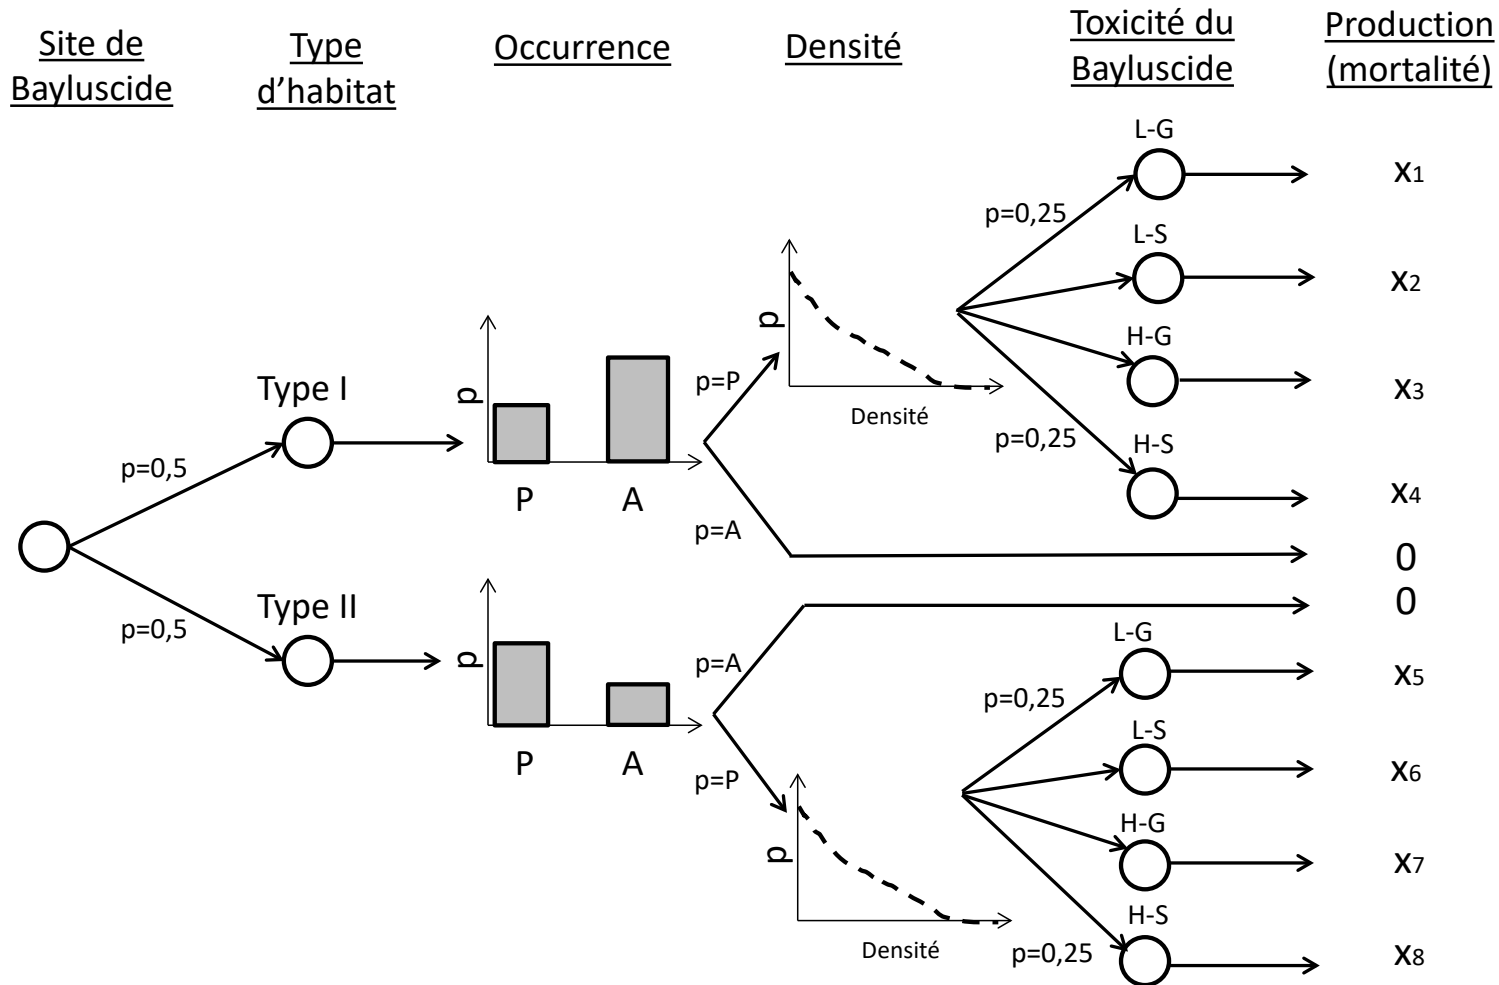 Site de
Bayluscide
Type
d’habitat
Occurrence
Densité
Toxicité du
Bayluscide
Production
(mortalité)
p=0,5
p=0,5
Type I
p
P
A
p=P
p=A
p
Densité
p=0,25
p=0,25
L-G
L-S
H-G
H-S
x1
x2
x3
x4
0
0
Type II
p
P
A
p=A
p=P
p
Densité
p=0,25
p=0,25
L-G
L-S
H-G
H-S
x5
x6
x7
x8